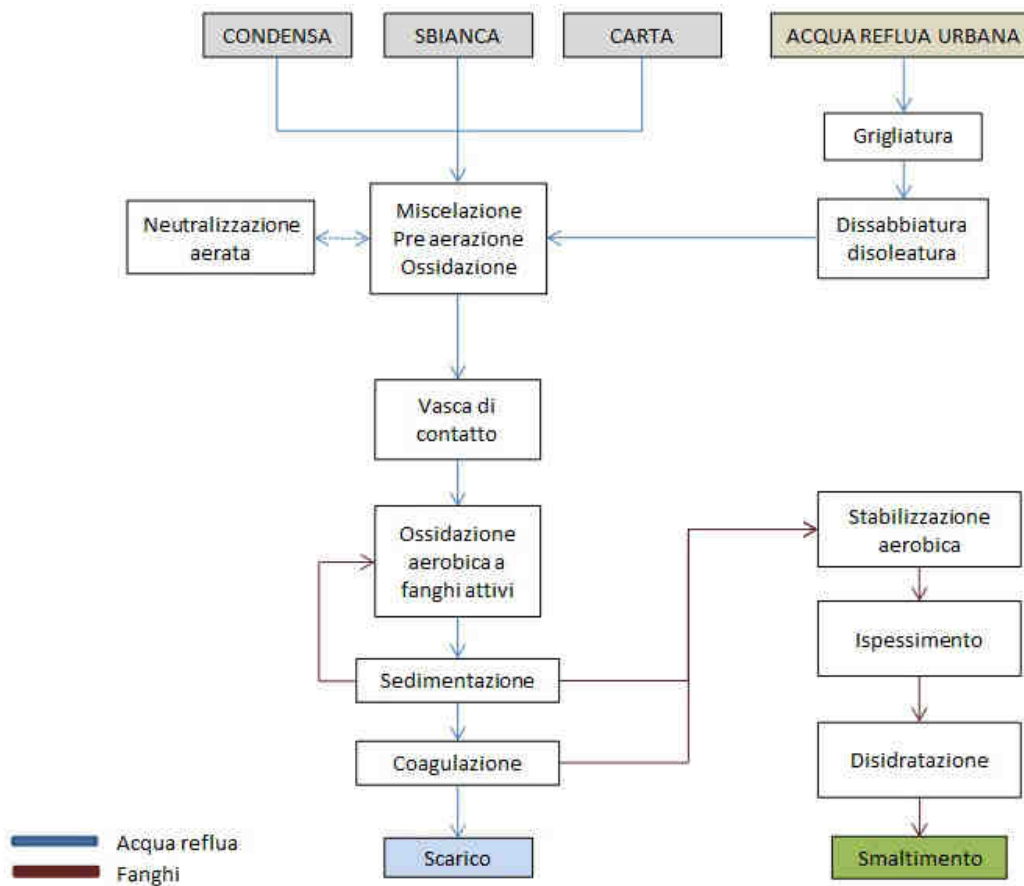 CONDENSA
SBIANCA
CARTA
ACQUA REFLUA URBANA
Grigliatura
Neutralizzazione
aerata
Miscelazione
Pre aerazione
Ossidazione
Dissabbiatura
disoleatura
Vasca di
contatto
Ossidazione
aerobica a
fanghi attivi
Stabilizzazione
aerobica
Ispessimento
Sedimentazione
Coagulazione
Disidratazione
Acqua reflua
Fanghi
Scarico
Smaltimento